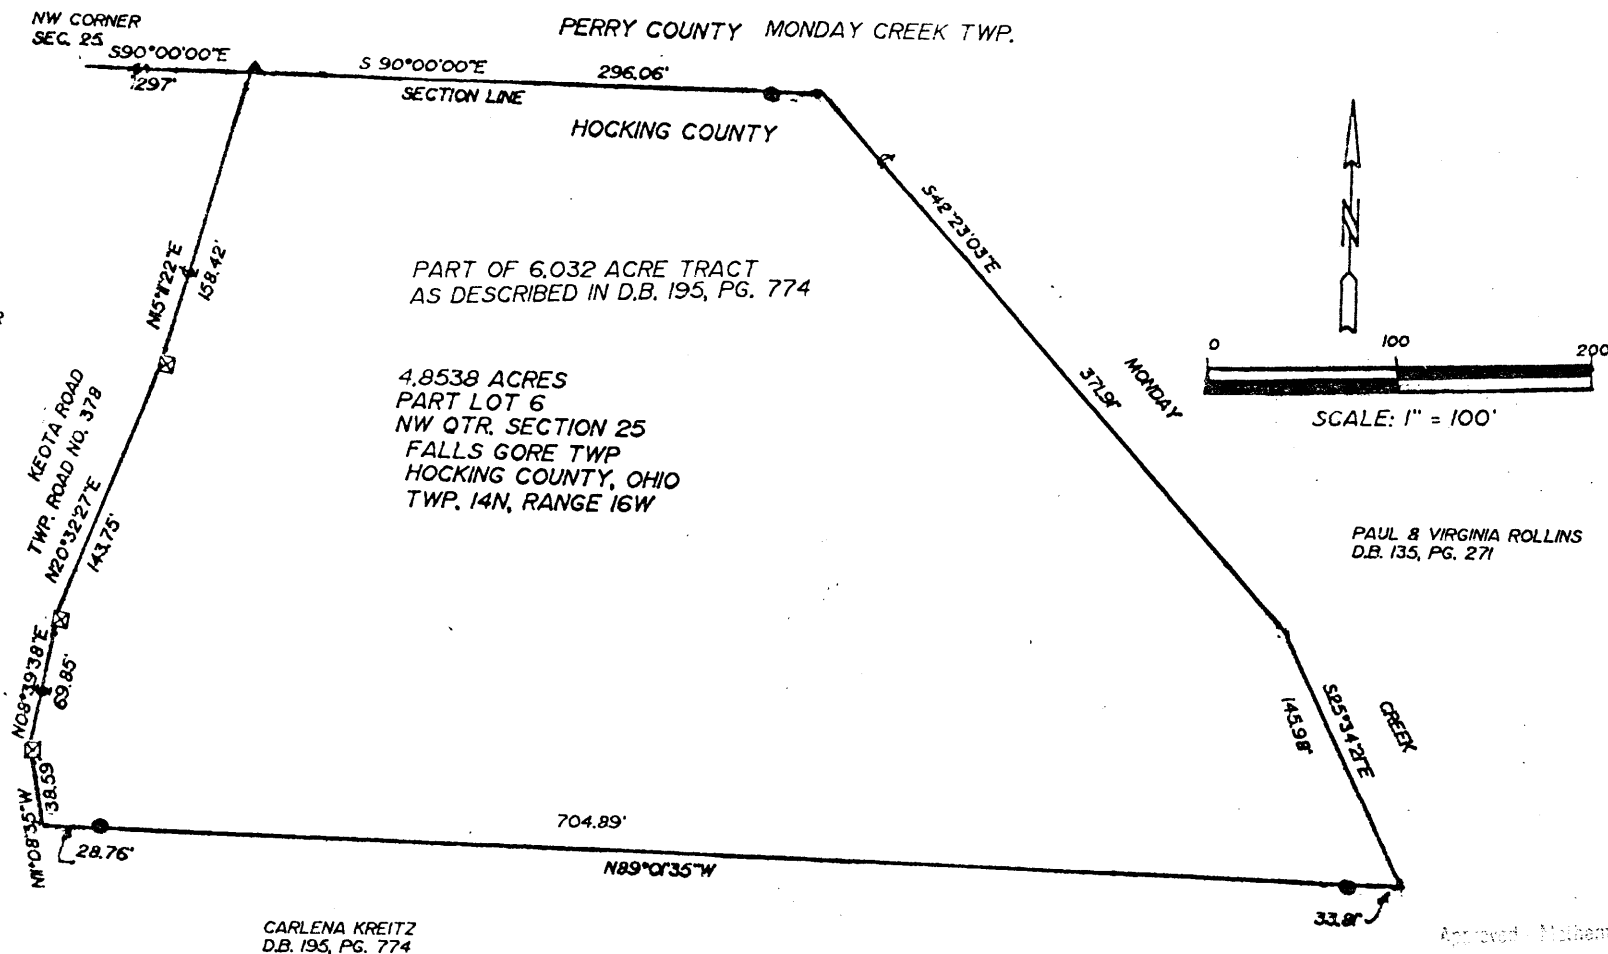 NW CORNER
SEC. 25
PERRY COUNTY MONDAY CREEK TWP.
S90°00'00"E
1297'
S 90°00'00"E
296.06'
SECTION LINE
HOCKING COUNTY
S42°23'03"E
N15°11'22"E
158.42'
PART OF 6.032 ACRE TRACT
AS DESCRIBED IN D.B. 195, PG. 774
0 100 200
SCALE: 1" = 100'
N
MONDAY
371.91'
4.8538 ACRES
PART LOT 6
NW QTR. SECTION 25
FALLS GORE TWP
HOCKING COUNTY, OHIO
TWP. 14N, RANGE 16W
KEOTA ROAD
TWP. ROAD NO. 378
N20°32'27"E
143.75'
PAUL & VIRGINIA ROLLINS
D.B. 135, PG. 271
N08°39'38"E
69.85'
S25°34'21"E
145.98'
CREEK
N11°08'35"W
38.59'
28.76'
704.89'
N89°01'35"W
33.81'
CARLENA KREITZ
D.B. 195, PG. 774
Approved